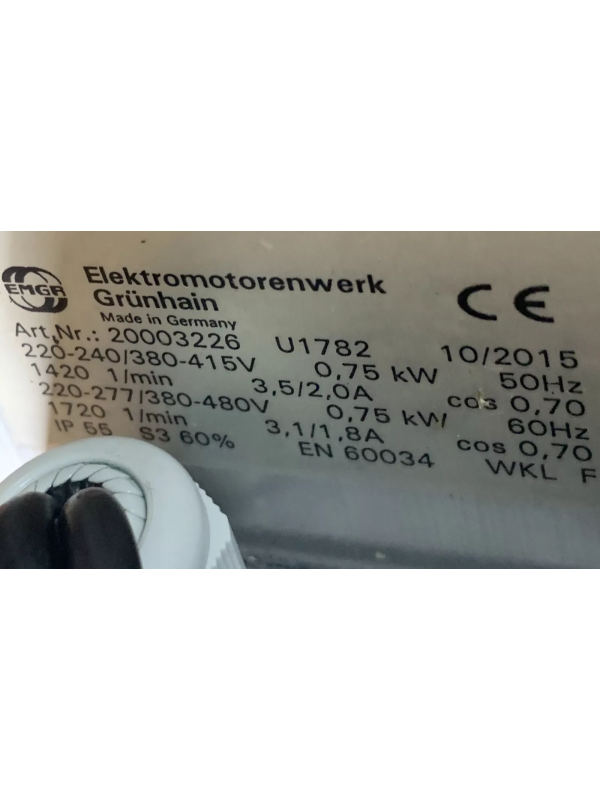 EMGR
Elektromotorenwerk
Grünhain
Made in Germany
Art.Nr.: 20003226 U1782 10/2015
220-240/380-415V 0,75 kW 50Hz
1420 1/min 3,5/2,0A cos 0,70
220-277/380-480V 0,75 kW 60Hz
1720 1/min 3,1/1,8A cos 0,70
IP 55 S3 60% EN 60034 WKL F
CE